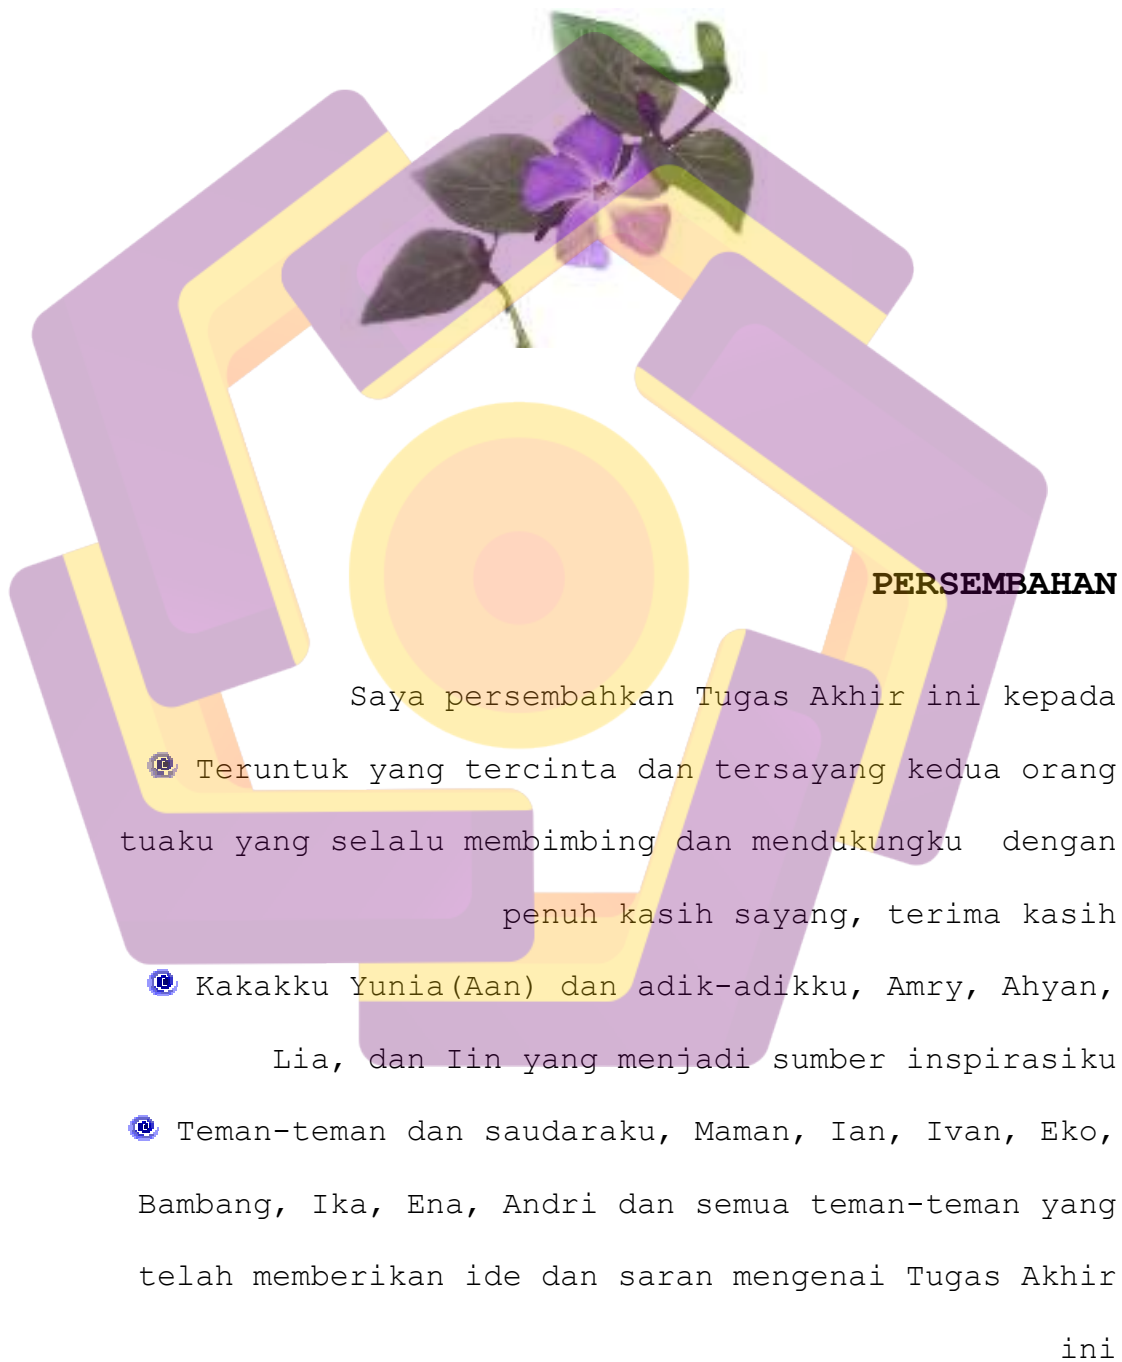 PERSEMBAHAN
Saya persembahkan Tugas Akhir ini kepada
Teruntuk yang tercinta dan tersayang kedua orang
tuaku yang selalu membimbing dan mendukungku  dengan
penuh kasih sayang, terima kasih
Kakakku Yunia(Aan) dan adik-adikku, Amry, Ahyan,
Lia, dan Iin yang menjadi sumber inspirasiku
Teman-teman dan saudaraku, Maman, Ian, Ivan, Eko,
Bambang, Ika, Ena, Andri dan semua teman-teman yang
telah memberikan ide dan saran mengenai Tugas Akhir
ini